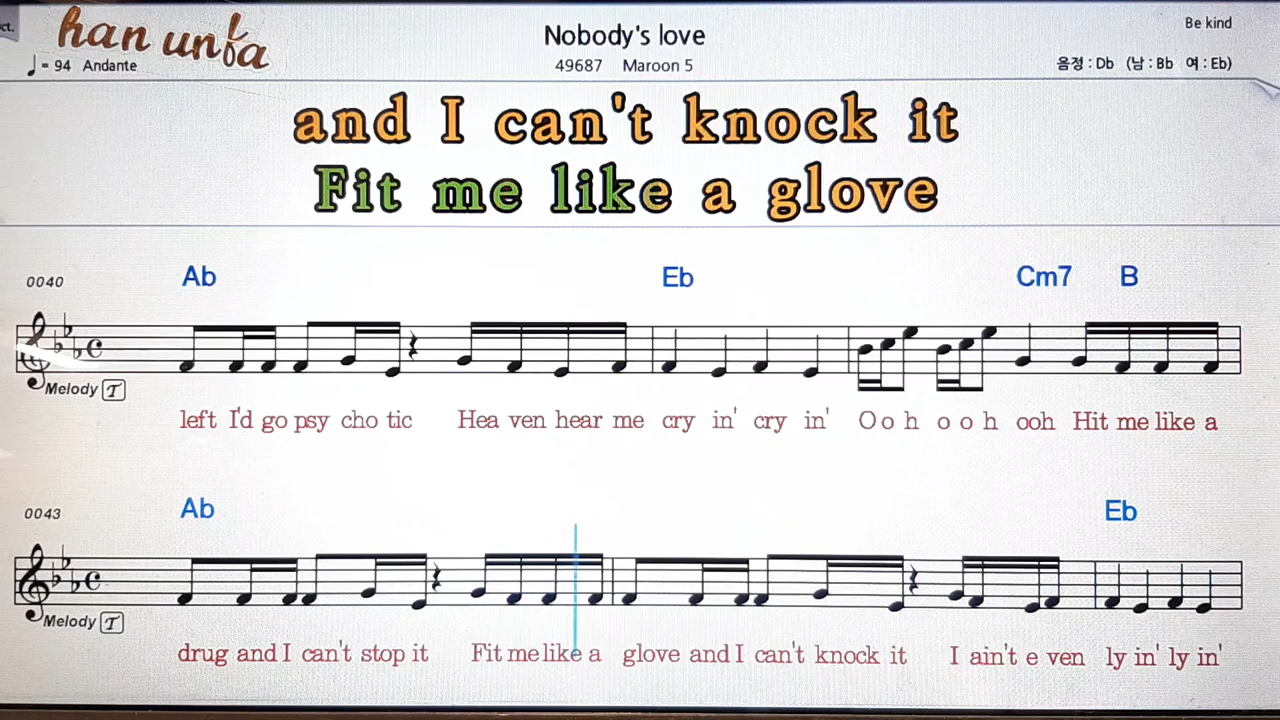 ct.
han unfa
Nobody's love
Be kind
♩ = 94 Andante
49687 Maroon 5
음정 : Db (남 : Bb 여 : Eb)
and I can't knock it
Fit me like a glove
0040
Ab Eb Cm7 B
Melody T
left I'd go psy cho tic Hea ven hear me cry in' cry in' O o h o o h ooh Hit me like a
0043
Ab Eb
Melody T
drug and I can't stop it Fit me like a glove and I can't knock it I ain't e ven ly in' ly in'